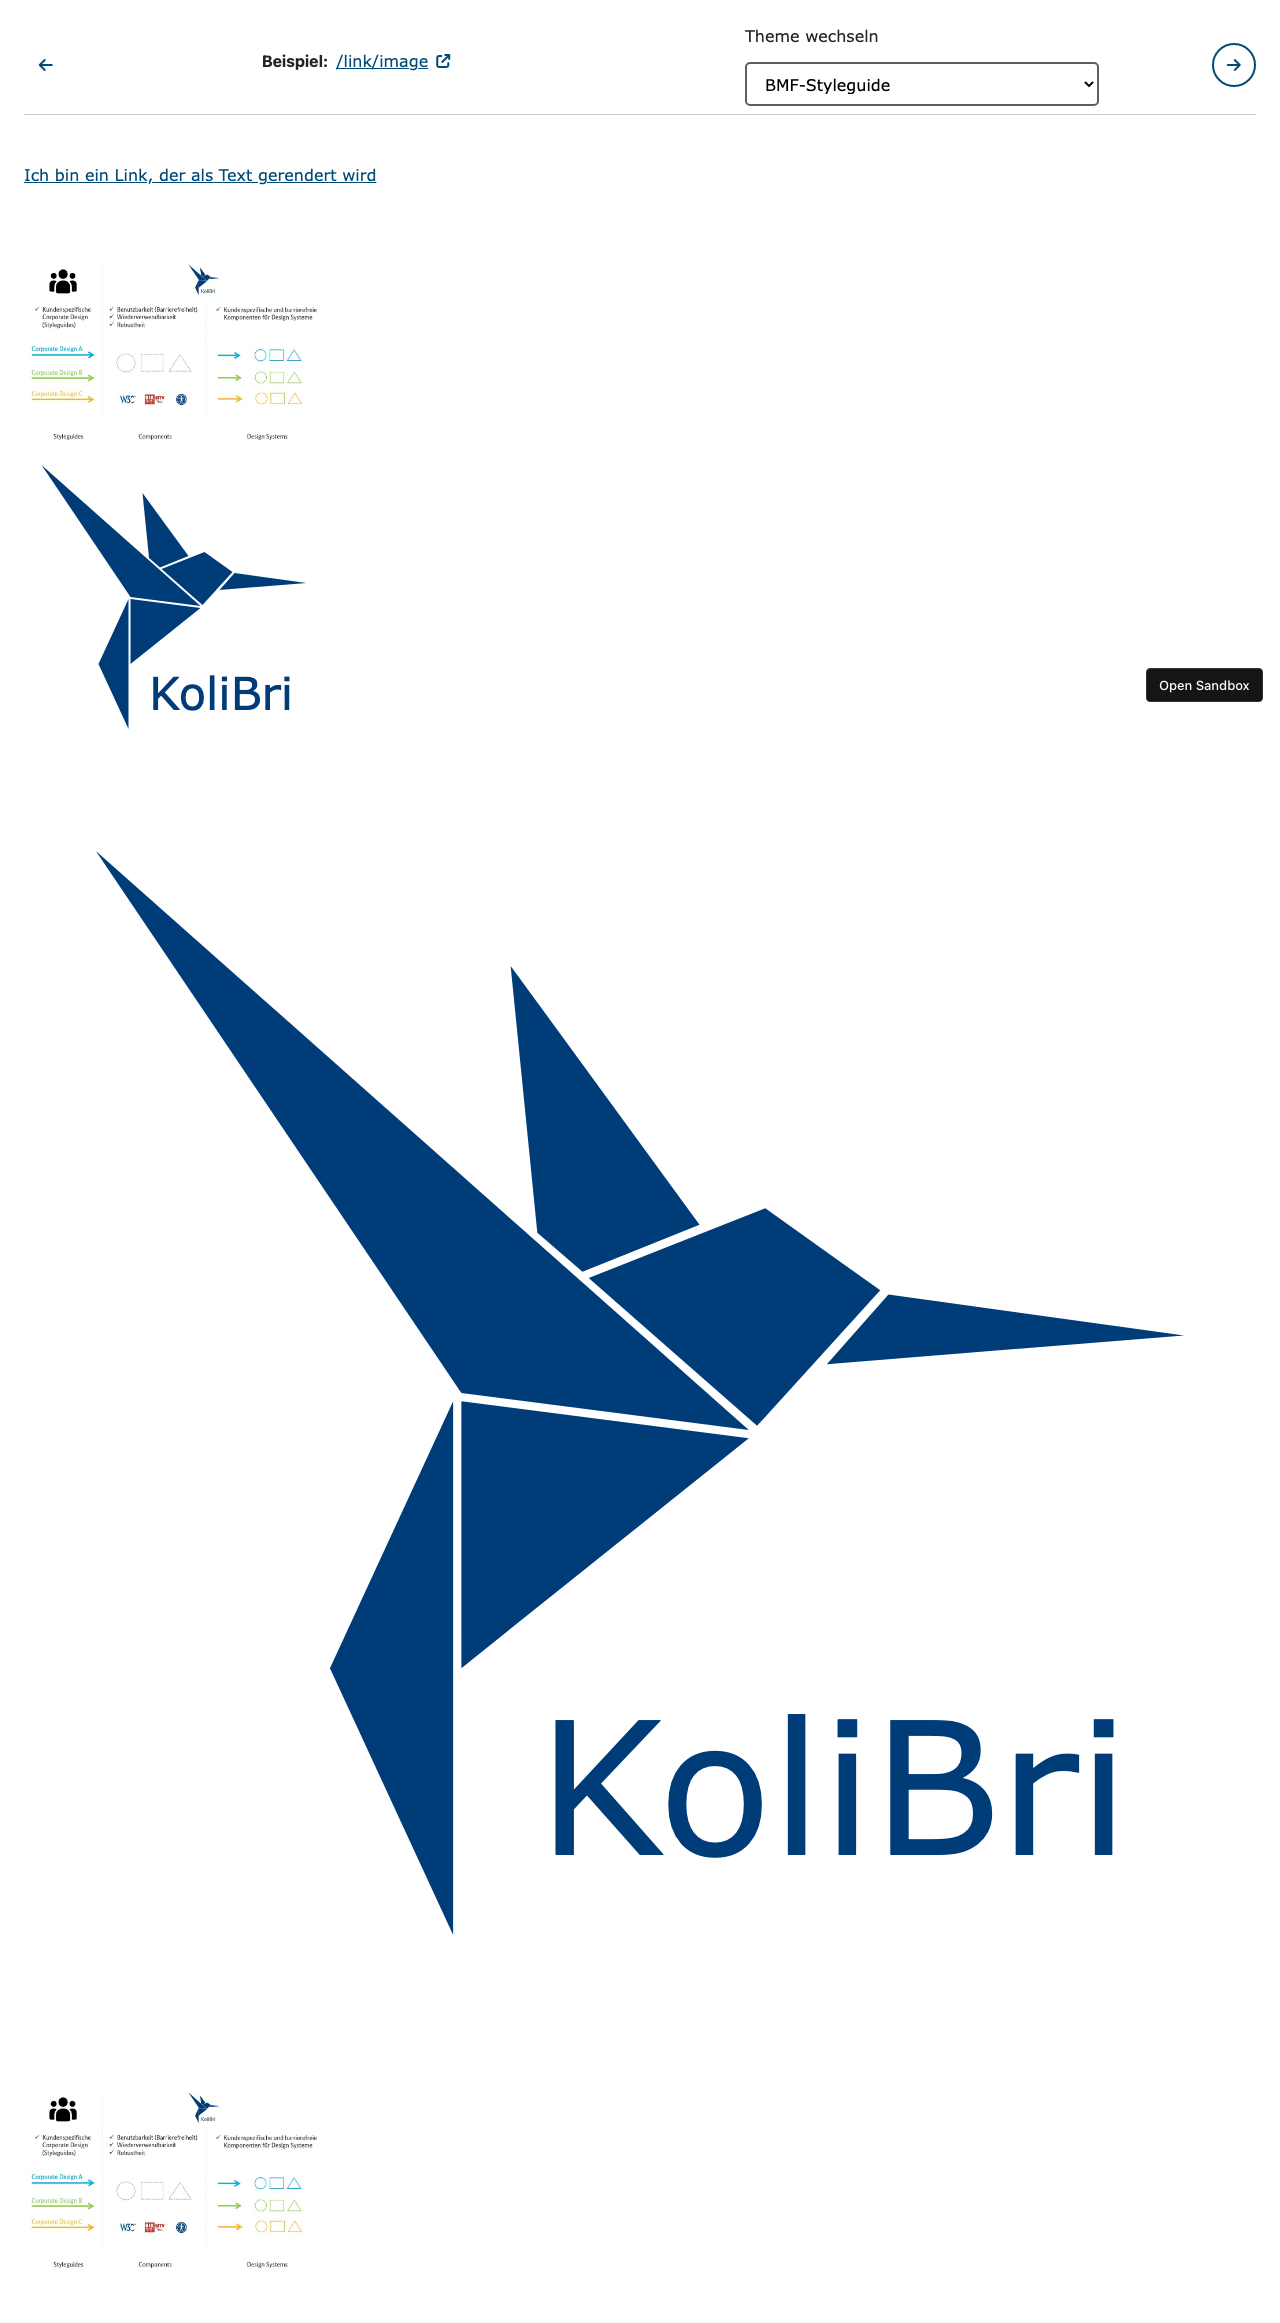 Theme wechseln
Beispiel: /link/image
BMF-Styleguide
Ich bin ein Link, der als Text gerendert wird
KoliBri
✓ Kundenspezifische
Corporate Design
(Styleguides)
✓ Benutzbarkeit (Barrierefreiheit)
✓ Wiederverwendbarkeit
✓ Robustheit
✓ Kundenspezifische und barrierefreie
Komponenten für Design Systeme
Corporate Design A
Corporate Design B
Corporate Design C
W3C
Styleguides
Components
Design Systems
KoliBri
Open Sandbox
KoliBri
KoliBri
✓ Kundenspezifische
Corporate Design
(Styleguides)
✓ Benutzbarkeit (Barrierefreiheit)
✓ Wiederverwendbarkeit
✓ Robustheit
✓ Kundenspezifische und barrierefreie
Komponenten für Design Systeme
Corporate Design A
Corporate Design B
Corporate Design C
W3C
Styleguides
Components
Design Systems